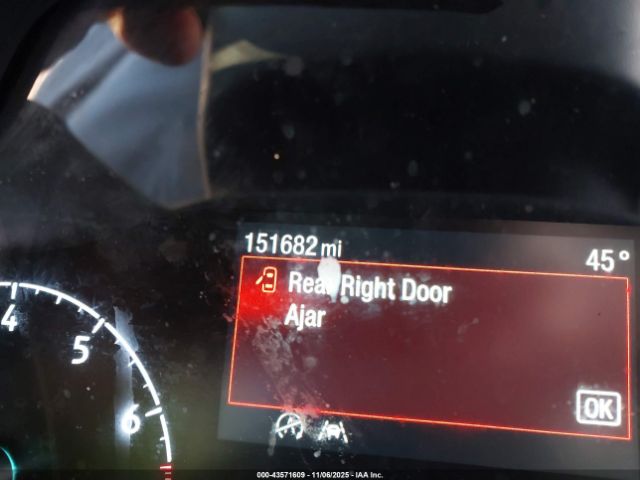 151682 mi
45°
Rear Right Door
Ajar
4
5
6
OK
000-43571609 - 11/06/2025 - IAA Inc.